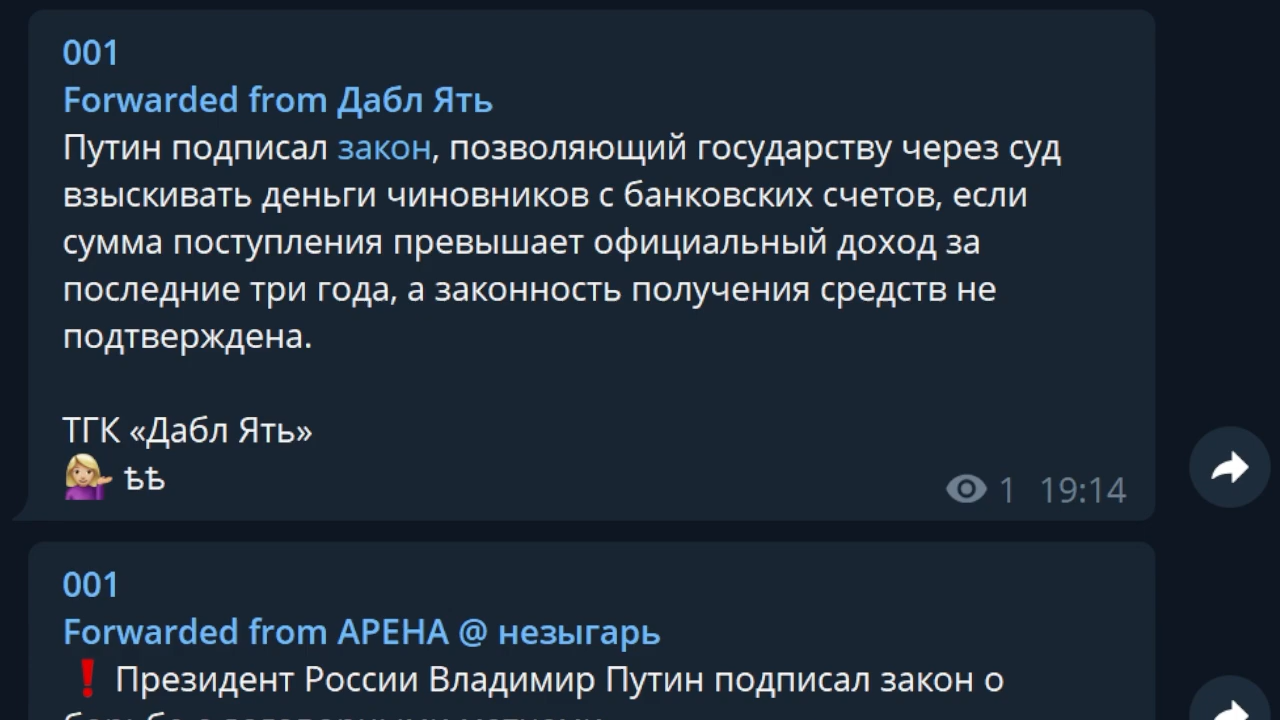 001
Forwarded from Дабл Ять
Путин подписал закон, позволяющий государству через суд
взыскивать деньги чиновников с банковских счетов, если
сумма поступления превышает официальный доход за
последние три года, а законность получения средств не
подтверждена.
ТГК «Дабл Ять»
💁🏼‍♀️ ѣѣ
1 19:14
001
Forwarded from АРЕНА @ незыгарь
❗ Президент России Владимир Путин подписал закон о